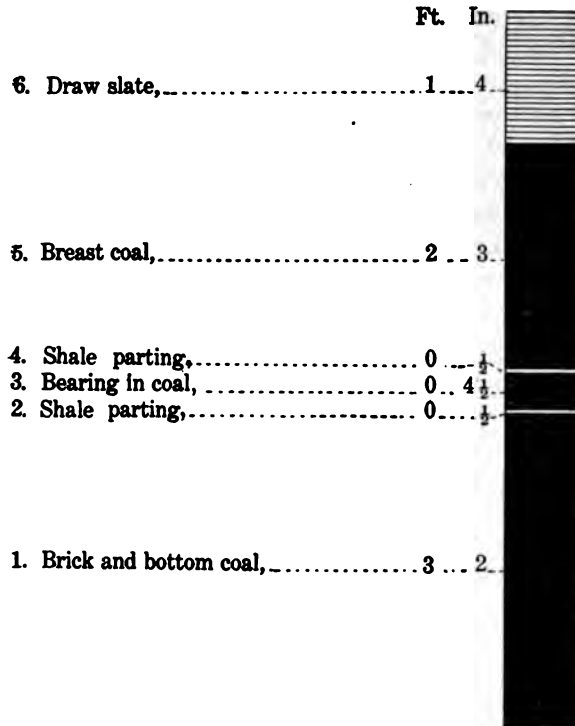 Ft. In.
6. Draw slate, 1 4
5. Breast coal, 2 3
4. Shale parting, 0 ½
3. Bearing in coal, 0 4½
2. Shale parting, 0 ½
1. Brick and bottom coal, 3 2